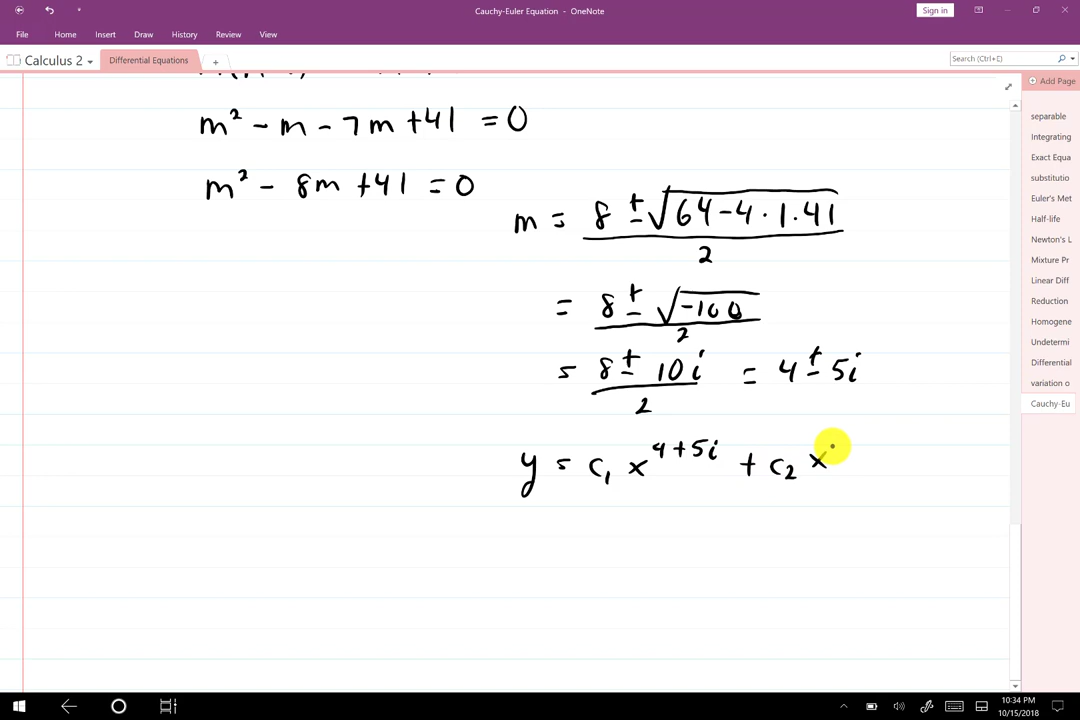 Cauchy-Euler Equation - OneNote
Sign in
File Home Insert Draw History Review View
Calculus 2 Differential Equations +
Search (Ctrl+E)
Add Page
separable
Integrating
Exact Equa
substitutio
Euler's Met
Half-life
Newton's L
Mixture Pr
Linear Diff
Reduction
Homogene
Undetermi
Differential
variation o
Cauchy-Eu
m² - m - 7m + 41 = 0
m² - 8m + 41 = 0
m = (8 ± √(64 - 4 · 1 · 41))/2
= (8 ± √(-100))/2
= (8 ± 10i)/2 = 4 ± 5i
y = c₁ x^(4+5i) + c₂ x
10:34 PM
10/15/2018